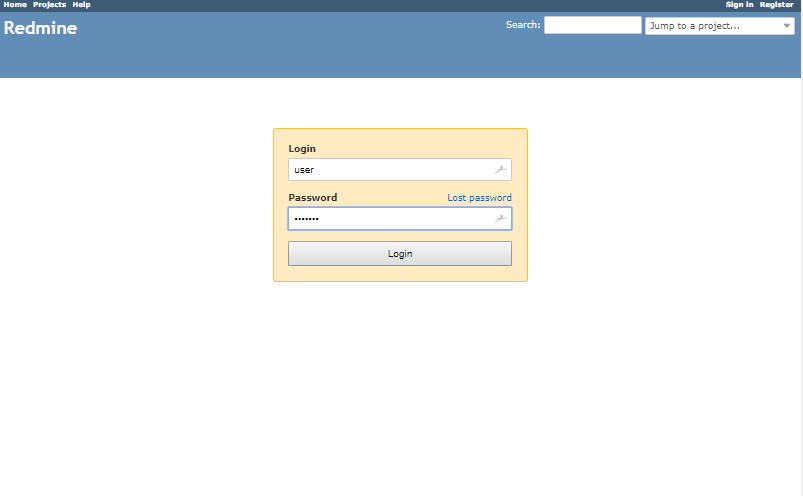 Home Projects Help Sign in Register
Redmine Search: Jump to a project...
Login
user
Password Lost password
•••••••
Login